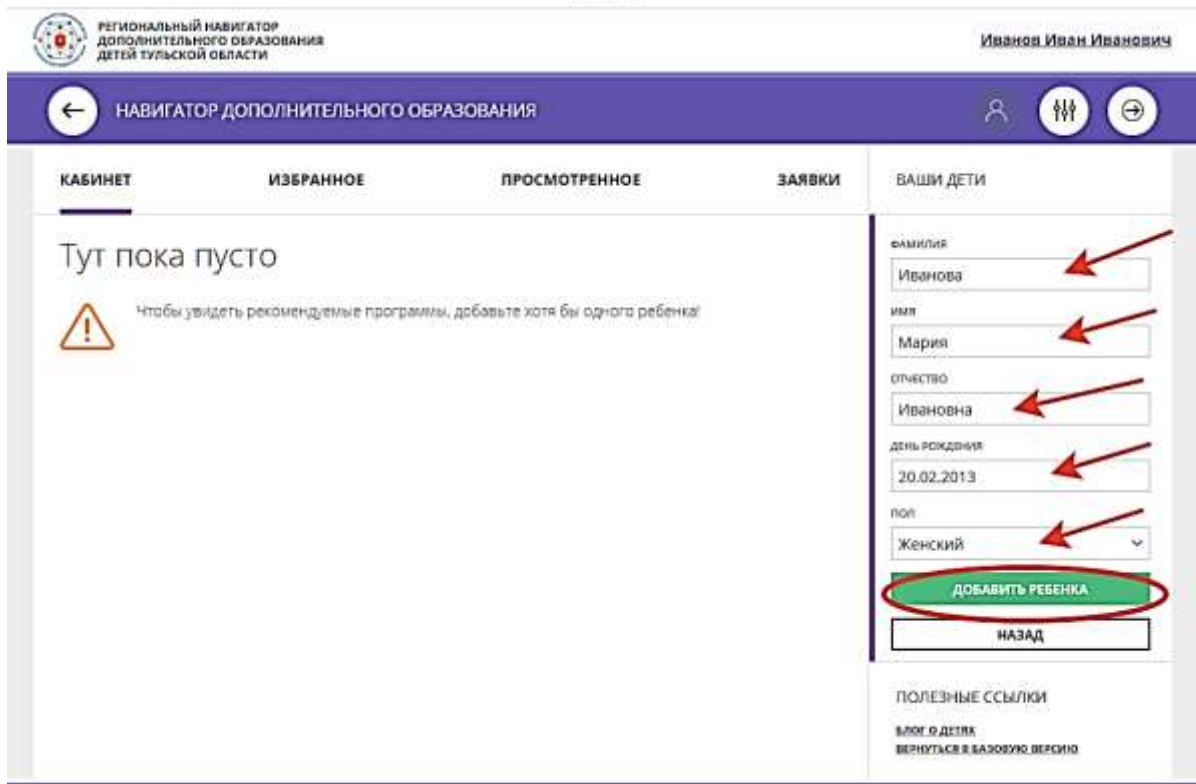 РЕГИОНАЛЬНЫЙ НАВИГАТОР
ДОПОЛНИТЕЛЬНОГО ОБРАЗОВАНИЯ
ДЕТЕЙ ТУЛЬСКОЙ ОБЛАСТИ
Иванов Иван Иванович
НАВИГАТОР ДОПОЛНИТЕЛЬНОГО ОБРАЗОВАНИЯ
КАБИНЕТ ИЗБРАННОЕ ПРОСМОТРЕННОЕ ЗАЯВКИ
Тут пока пусто
Чтобы увидеть рекомендуемые программы, добавьте хотя бы одного ребенка!
ВАШИ ДЕТИ
ФАМИЛИЯ
Иванова
ИМЯ
Мария
ОТЧЕСТВО
Ивановна
ДЕНЬ РОЖДЕНИЯ
20.02.2013
ПОЛ
Женский
ДОБАВИТЬ РЕБЕНКА
НАЗАД
ПОЛЕЗНЫЕ ССЫЛКИ
БЛОГ О ДЕТЯХ
ВЕРНУТЬСЯ В БАЗОВУЮ ВЕРСИЮ